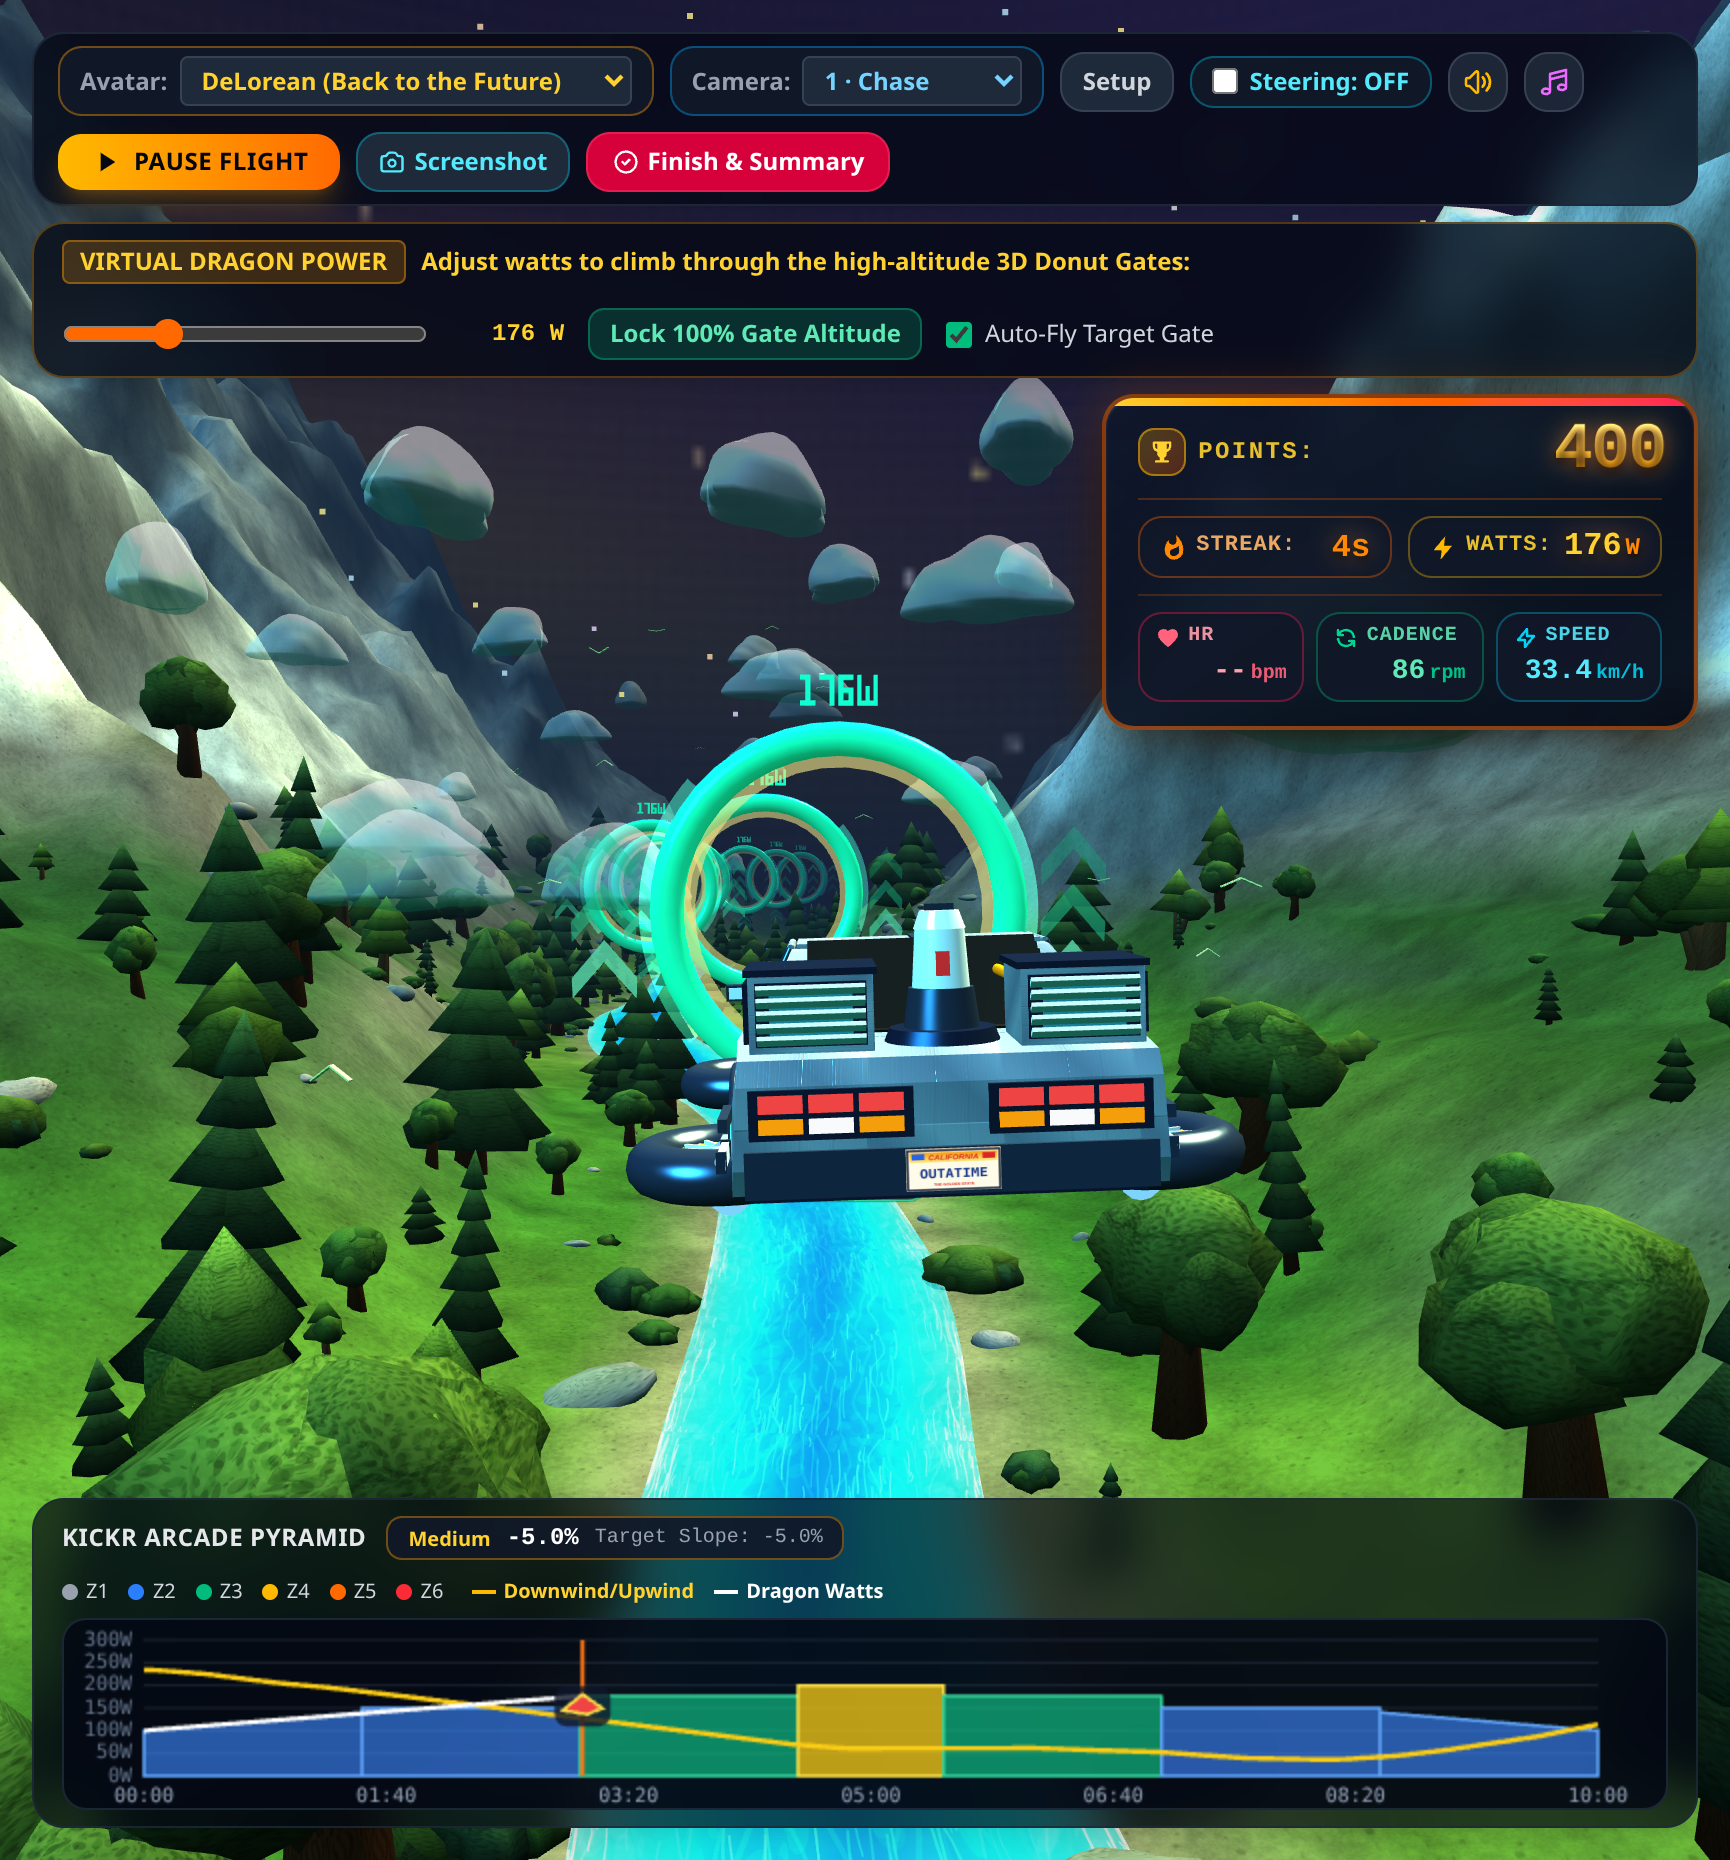 Avatar: DeLorean (Back to the Future) Camera: 1 · Chase Setup Steering: OFF
PAUSE FLIGHT Screenshot Finish & Summary
VIRTUAL DRAGON POWER Adjust watts to climb through the high-altitude 3D Donut Gates:
176 W Lock 100% Gate Altitude Auto-Fly Target Gate
POINTS: 400
STREAK: 4s WATTS: 176 W
HR CADENCE SPEED
-- bpm 86 rpm 33.4 km/h
176W
176W
176W
CALIFORNIA
OUTATIME
KICKR ARCADE PYRAMID Medium -5.0% Target Slope: -5.0%
Z1 Z2 Z3 Z4 Z5 Z6 Downwind/Upwind Dragon Watts
300W
250W
200W
150W
100W
50W
0W
00:00 01:40 03:20 05:00 06:40 08:20 10:00